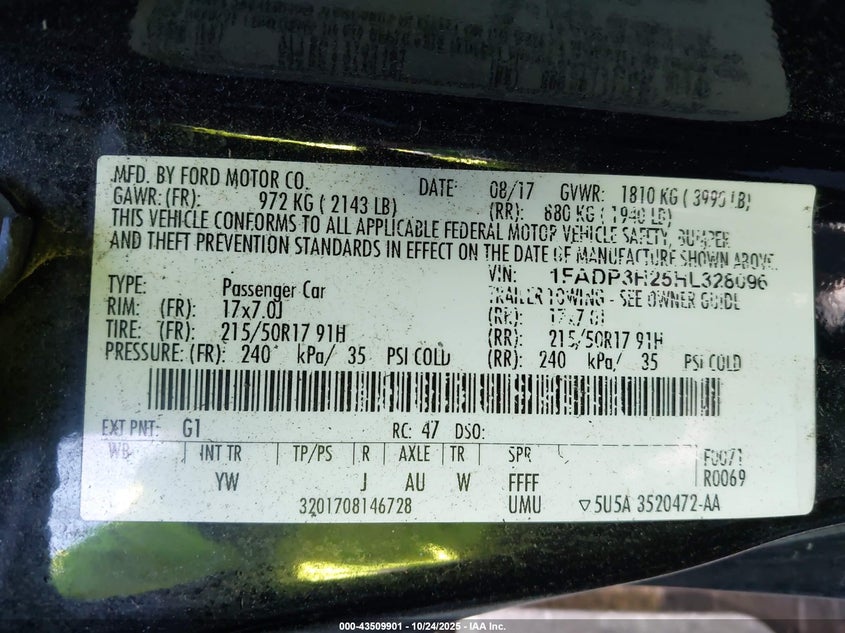 MFD. BY FORD MOTOR CO. DATE: 08/17 GVWR: 1810 KG ( 3990 LB)
GAWR: (FR): 972 KG ( 2143 LB) (RR): 880 KG ( 1940 LB)
THIS VEHICLE CONFORMS TO ALL APPLICABLE FEDERAL MOTOR VEHICLE SAFETY, BUMPER
AND THEFT PREVENTION STANDARDS IN EFFECT ON THE DATE OF MANUFACTURE SHOWN ABOVE.
VIN: 1FADP3H25HL328096
TYPE: Passenger Car TRAILER TOWING - SEE OWNER GUIDE
RIM: (FR): 17x7.0J (RR): 17x7.0J
TIRE: (FR): 215/50R17 91H (RR): 215/50R17 91H
PRESSURE: (FR): 240 kPa/ 35 PSI COLD (RR): 240 kPa/ 35 PSI COLD
EXT PNT: G1 RC: 47 DSO:
WB INT TR TP/PS R AXLE TR SPR F0071
YW J AU W FFFF R0069
3201708146728 UMU ▽5U5A 3520472-AA
000-43509901 - 10/24/2025 - IAA Inc.